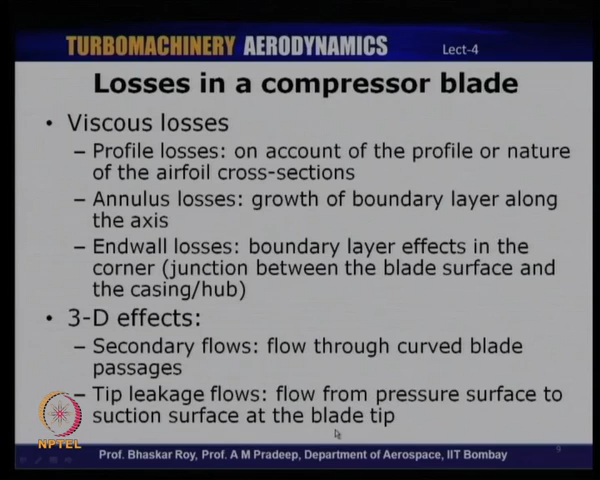 TURBOMACHINERY AERODYNAMICS Lect-4
Losses in a compressor blade
• Viscous losses
– Profile losses: on account of the profile or nature
of the airfoil cross-sections
– Annulus losses: growth of boundary layer along
the axis
– Endwall losses: boundary layer effects in the
corner (junction between the blade surface and
the casing/hub)
• 3-D effects:
– Secondary flows: flow through curved blade
passages
– Tip leakage flows: flow from pressure surface to
suction surface at the blade tip
NPTEL
Prof. Bhaskar Roy, Prof. A M Pradeep, Department of Aerospace, IIT Bombay
9